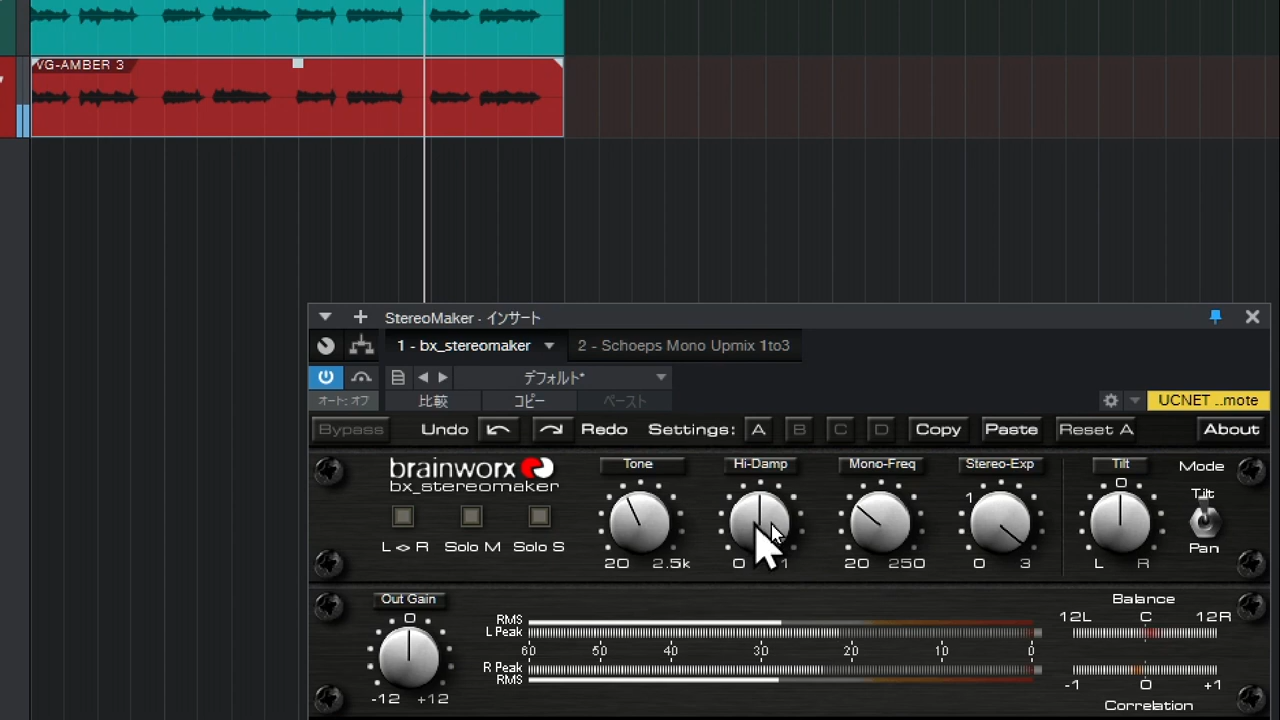 VG-AMBER 3
StereoMaker - インサート
1 - bx_stereomaker
2 - Schoeps Mono Upmix 1to3
デフォルト*
オート: オフ
比較
コピー
ペースト
UCNET ...mote
Bypass
Undo
Redo
Settings:
A
B
C
D
Copy
Paste
Reset A
About
brainworx
bx_stereomaker
L <> R
Solo M
Solo S
Tone
20
2.5k
Hi-Damp
0
1
Mono-Freq
20
250
Stereo-Exp
1
0
3
Tilt
0
L
R
Mode
Tilt
Pan
Out Gain
0
-12
+12
RMS
L Peak
60
50
40
30
20
10
0
R Peak
RMS
Balance
12L
C
12R
-1
0
+1
Correlation